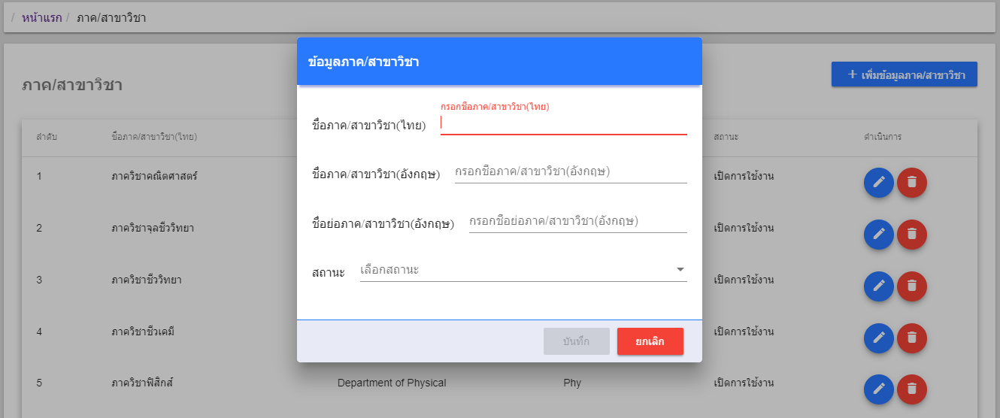 / หน้าแรก / ภาค/สาขาวิชา
ข้อมูลภาค/สาขาวิชา
ภาค/สาขาวิชา
+ เพิ่มข้อมูลภาค/สาขาวิชา
กรอกชื่อภาค/สาขาวิชา(ไทย)
ชื่อภาค/สาขาวิชา(ไทย)
ลำดับ ชื่อภาค/สาขาวิชา(ไทย) สถานะ ดำเนินการ
ชื่อภาค/สาขาวิชา(อังกฤษ) กรอกชื่อภาค/สาขาวิชา(อังกฤษ)
1 ภาควิชาคณิตศาสตร์ เปิดการใช้งาน
ชื่อย่อภาค/สาขาวิชา(อังกฤษ) กรอกชื่อย่อภาค/สาขาวิชา(อังกฤษ)
2 ภาควิชาจุลชีววิทยา เปิดการใช้งาน
สถานะ เลือกสถานะ
3 ภาควิชาชีววิทยา เปิดการใช้งาน
4 ภาควิชาชีวเคมี เปิดการใช้งาน
บันทึก ยกเลิก
5 ภาควิชาฟิสิกส์ Department of Physical Phy เปิดการใช้งาน